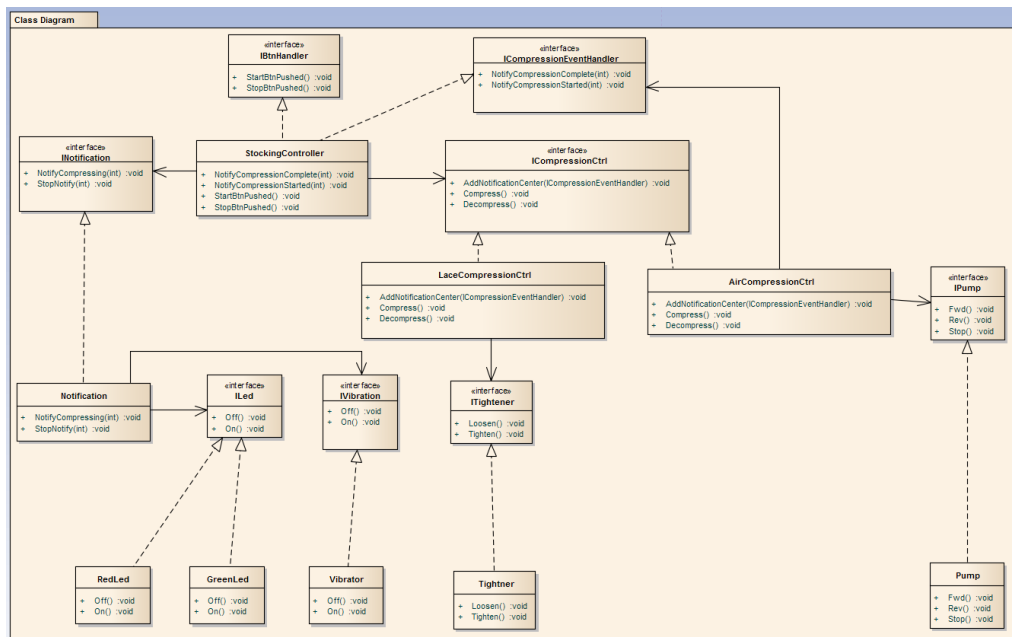 Class Diagram
«interface»
IBtnHandler
+ StartBtnPushed() :void
+ StopBtnPushed() :void
«interface»
ICompressionEventHandler
+ NotifyCompressionComplete(int) :void
+ NotifyCompressionStarted(int) :void
«interface»
INotification
+ NotifyCompressing(int) :void
+ StopNotify(int) :void
StockingController
+ NotifyCompressionComplete(int) :void
+ NotifyCompressionStarted(int) :void
+ StartBtnPushed() :void
+ StopBtnPushed() :void
«interface»
ICompressionCtrl
+ AddNotificationCenter(ICompressionEventHandler) :void
+ Compress() :void
+ Decompress() :void
LaceCompressionCtrl
+ AddNotificationCenter(ICompressionEventHandler) :void
+ Compress() :void
+ Decompress() :void
AirCompressionCtrl
+ AddNotificationCenter(ICompressionEventHandler) :void
+ Compress() :void
+ Decompress() :void
«interface»
IPump
+ Fwd() :void
+ Rev() :void
+ Stop() :void
Notification
+ NotifyCompressing(int) :void
+ StopNotify(int) :void
«interface»
ILed
+ Off() :void
+ On() :void
«interface»
IVibration
+ Off() :void
+ On() :void
«interface»
ITightener
+ Loosen() :void
+ Tighten() :void
RedLed
+ Off() :void
+ On() :void
GreenLed
+ Off() :void
+ On() :void
Vibrator
+ Off() :void
+ On() :void
Tightner
+ Loosen() :void
+ Tighten() :void
Pump
+ Fwd() :void
+ Rev() :void
+ Stop() :void